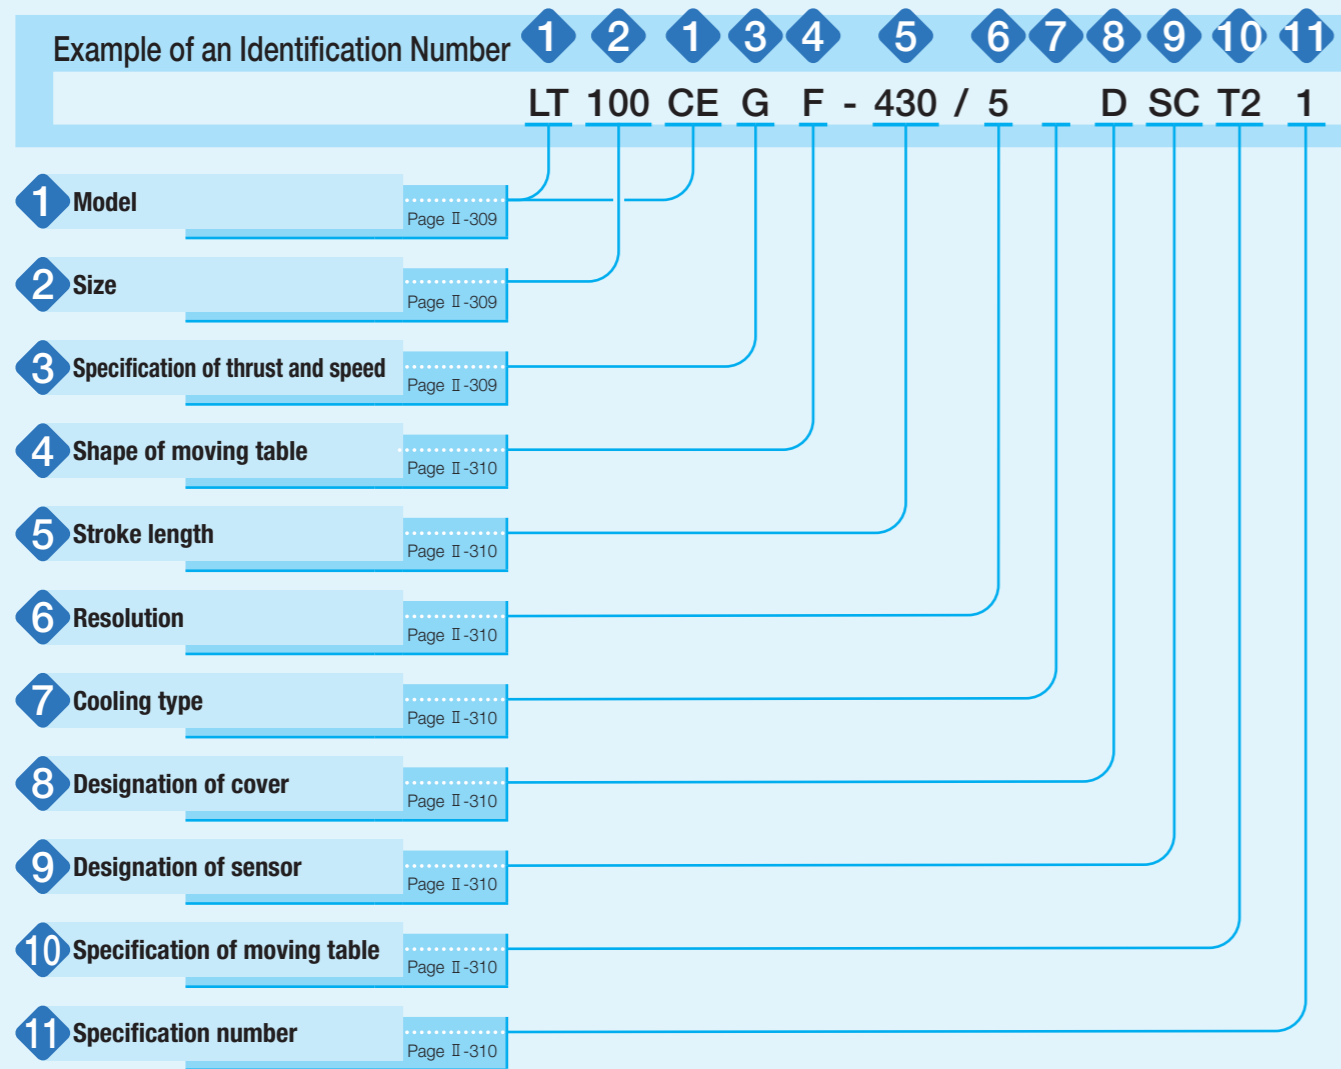 Example of an Identification Number 1 2 1 3 4 5 6 7 8 9 10 11
LT 100 CE G F - 430 / 5 D SC T2 1
1 Model
Page Ⅱ-309
2 Size
Page Ⅱ-309
3 Specification of thrust and speed
Page Ⅱ-309
4 Shape of moving table
Page Ⅱ-310
5 Stroke length
Page Ⅱ-310
6 Resolution
Page Ⅱ-310
7 Cooling type
Page Ⅱ-310
8 Designation of cover
Page Ⅱ-310
9 Designation of sensor
Page Ⅱ-310
10 Specification of moving table
Page Ⅱ-310
11 Specification number
Page Ⅱ-310